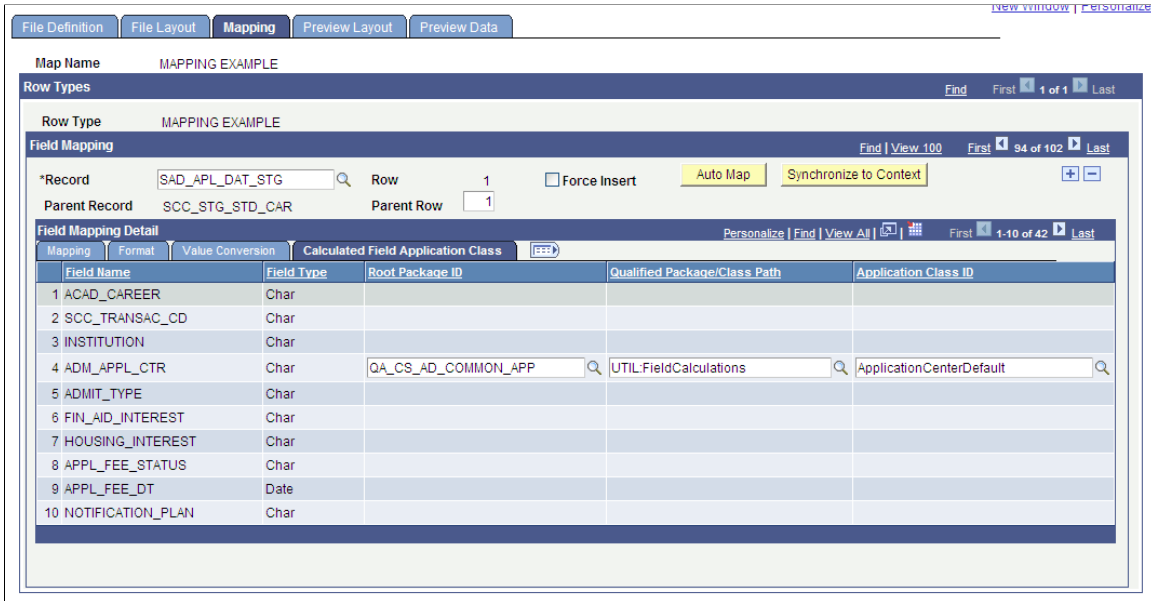 New Window | Personalize
File Definition File Layout Mapping Preview Layout Preview Data
Map Name MAPPING EXAMPLE
Row Types Find First 1 of 1 Last
Row Type MAPPING EXAMPLE
Field Mapping Find | View 100 First 94 of 102 Last
*Record SAD_APL_DAT_STG Row 1 Force Insert Auto Map Synchronize to Context
Parent Record SCC_STG_STD_CAR Parent Row 1
Field Mapping Detail Personalize | Find | View All | First 1-10 of 42 Last
Mapping Format Value Conversion Calculated Field Application Class
Field Name Field Type Root Package ID Qualified Package/Class Path Application Class ID
1 ACAD_CAREER Char
2 SCC_TRANSAC_CD Char
3 INSTITUTION Char
4 ADM_APPL_CTR Char QA_CS_AD_COMMON_APP UTIL:FieldCalculations ApplicationCenterDefault
5 ADMIT_TYPE Char
6 FIN_AID_INTEREST Char
7 HOUSING_INTEREST Char
8 APPL_FEE_STATUS Char
9 APPL_FEE_DT Date
10 NOTIFICATION_PLAN Char